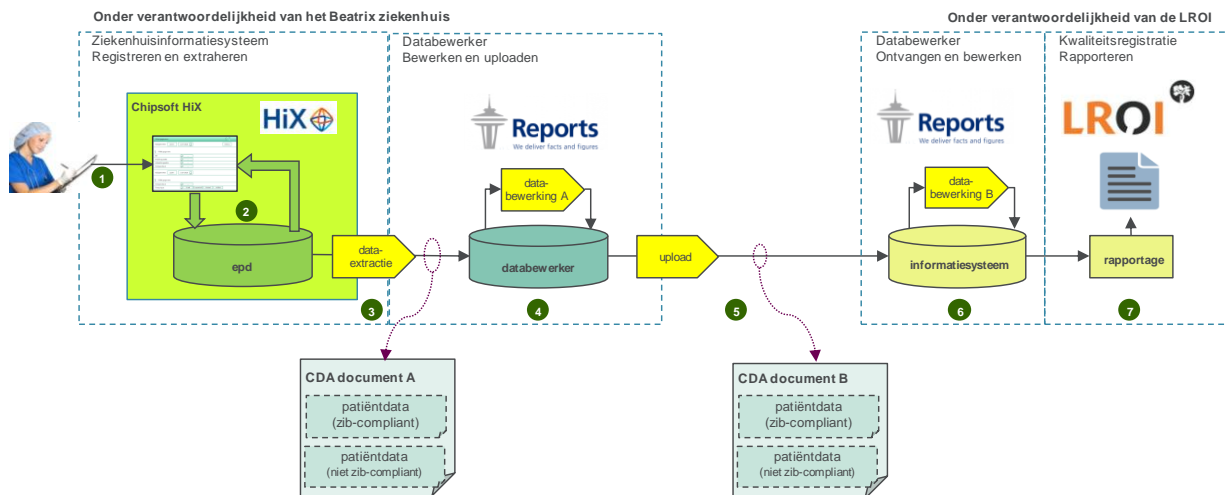 Onder verantwoordelijkheid van het Beatrix ziekenhuis
Onder verantwoordelijkheid van de LROI
Ziekenhuisinformatiesysteem
Registreren en extraheren
Databewerker
Bewerken en uploaden
Databewerker
Ontvangen en bewerken
Kwaliteitsregistratie
Rapporteren
Chipsoft HiX
HiX
Reports
We deliver facts and figures
Reports
We deliver facts and figures
LROI
1
2
epd
data-
extractie
3
data-
bewerking A
databewerker
4
upload
5
data-
bewerking B
informatiesysteem
6
rapportage
7
CDA document A
patiëntdata
(zib-compliant)
patiëntdata
(niet zib-compliant)
CDA document B
patiëntdata
(zib-compliant)
patiëntdata
(niet zib-compliant)